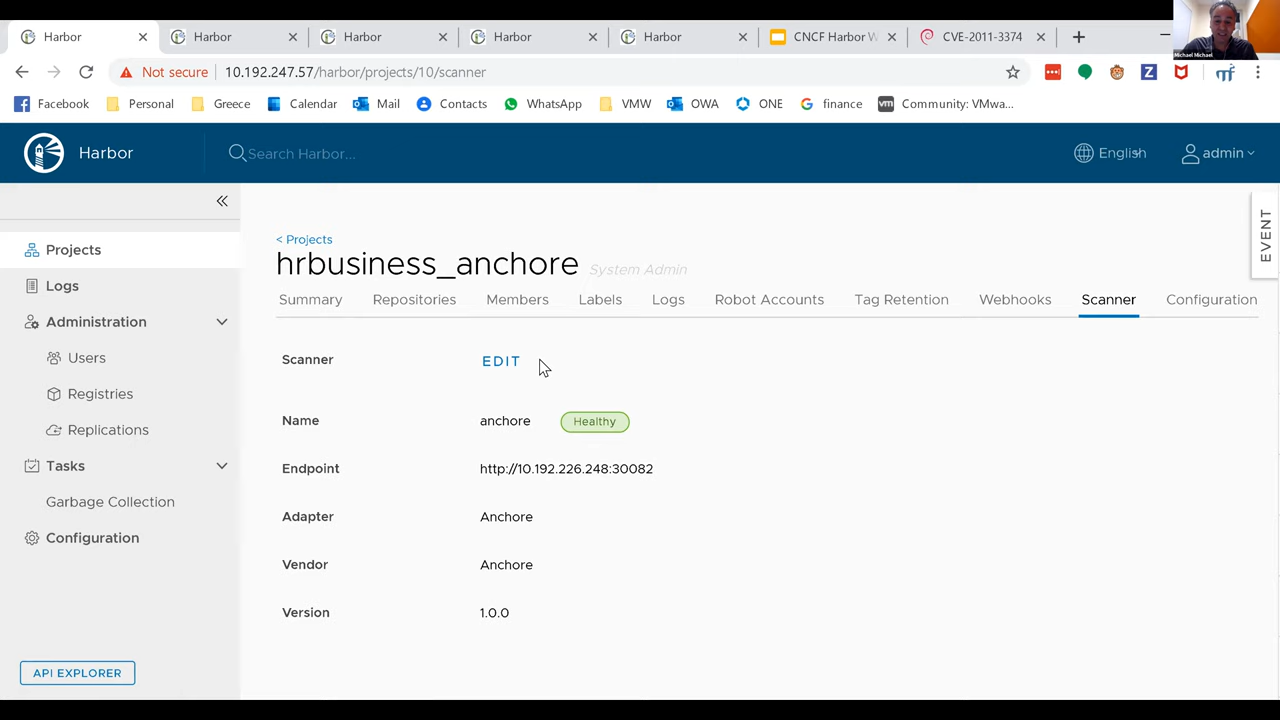 Harbor
Harbor
Harbor
Harbor
Harbor
CNCF Harbor W
CVE-2011-3374
Michael Michael
Not secure
10.192.247.57/harbor/projects/10/scanner
Facebook
Personal
Greece
Calendar
Mail
Contacts
WhatsApp
VMW
OWA
ONE
finance
Community: VMwa...
Harbor
Search Harbor...
English
admin
Projects
Logs
Administration
Users
Registries
Replications
Tasks
Garbage Collection
Configuration
API EXPLORER
EVENT
< Projects
hrbusiness_anchore System Admin
Summary Repositories Members Labels Logs Robot Accounts Tag Retention Webhooks Scanner Configuration
Scanner EDIT
Name anchore Healthy
Endpoint http://10.192.226.248:30082
Adapter Anchore
Vendor Anchore
Version 1.0.0